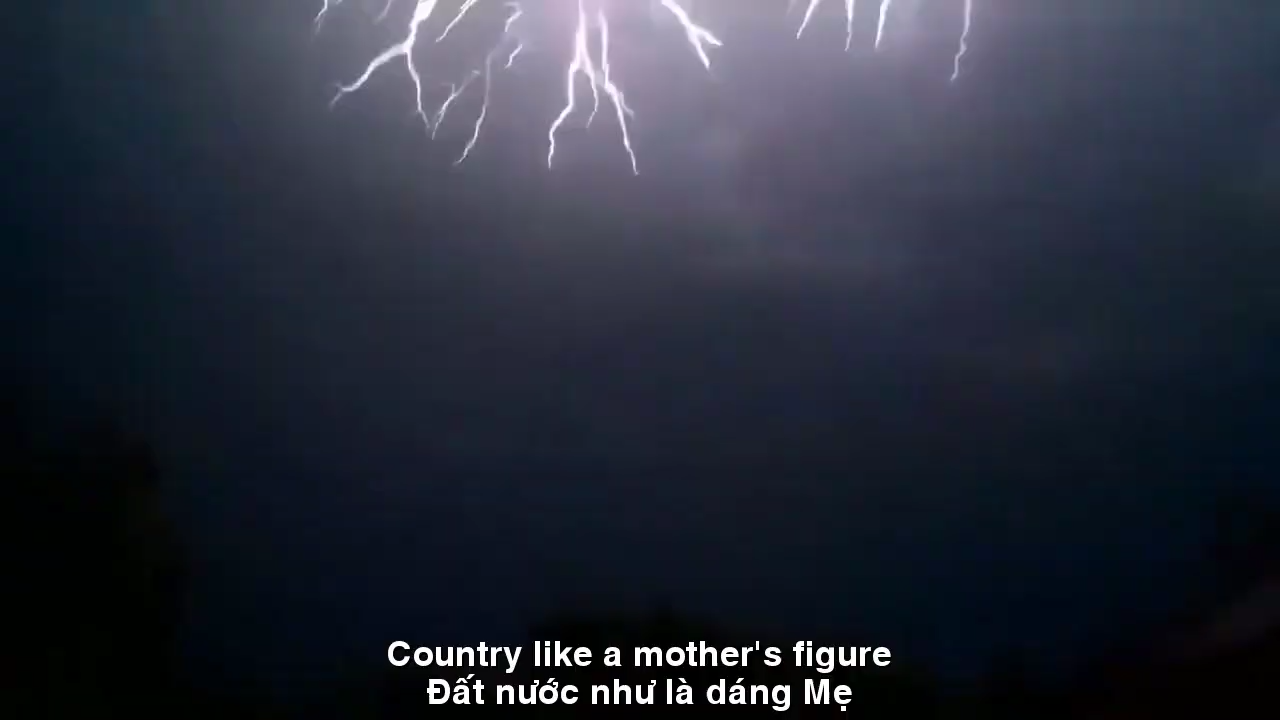 Country like a mother's figure
Đất nước như là dáng Mẹ